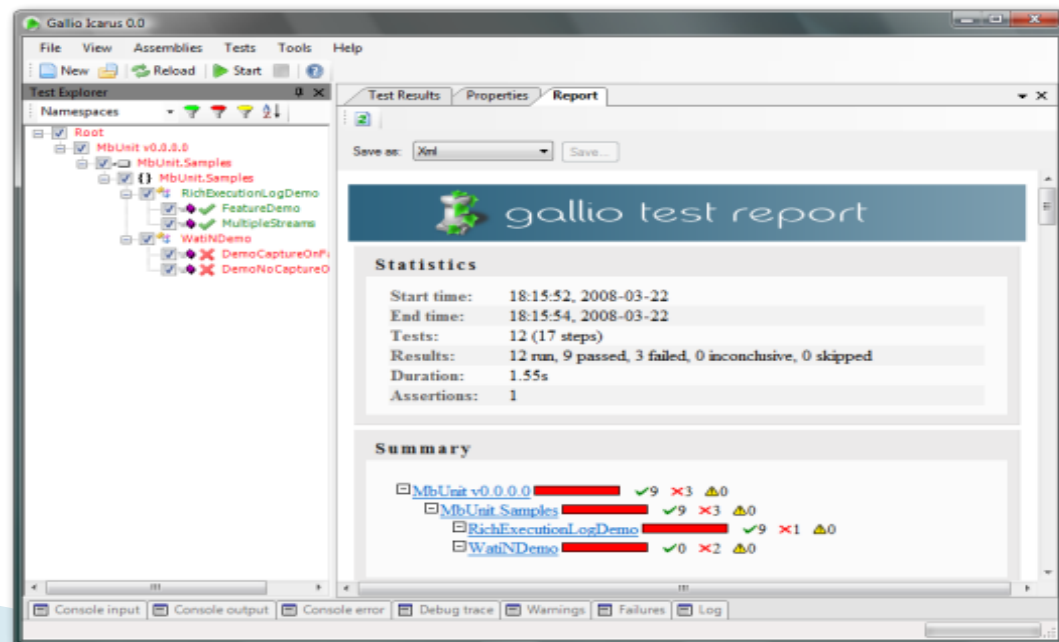 Gallio Icarus 0.0
File View Assemblies Tests Tools Help
New Reload Start
Test Explorer
Namespaces
Root
MbUnit v0.0.0.0
MbUnit.Samples
{} MbUnit.Samples
RichExecutionLogDemo
FeatureDemo
MultipleStreams
WatiNDemo
DemoCaptureOnF
DemoNoCaptureO
Test Results Properties Report
Save as: Xml Save...
gallio test report
Statistics
Start time: 18:15:52, 2008-03-22
End time: 18:15:54, 2008-03-22
Tests: 12 (17 steps)
Results: 12 run, 9 passed, 3 failed, 0 inconclusive, 0 skipped
Duration: 1.55s
Assertions: 1
Summary
MbUnit v0.0.0.0 9 3 0
MbUnit.Samples 9 3 0
RichExecutionLogDemo 9 1 0
WatiNDemo 0 2 0
Console input Console output Console error Debug trace Warnings Failures Log